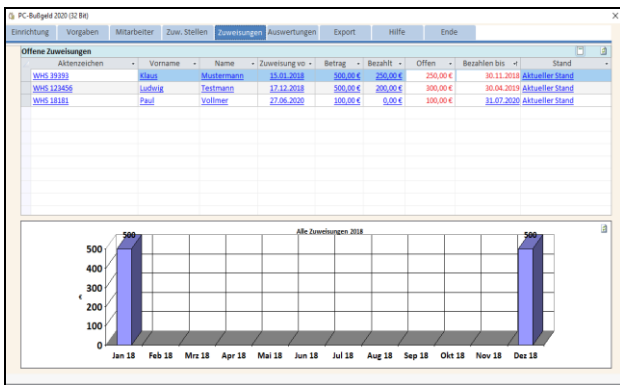 PC-Bußgeld 2020 (32 Bit)
Einrichtung Vorgaben Mitarbeiter Zuw. Stellen Zuweisungen Auswertungen Export Hilfe Ende
Offene Zuweisungen
Aktenzeichen Vorname Name Zuweisung vo Betrag Bezahlt Offen Bezahlen bis Stand
WHS 39393 Klaus Mustermann 15.01.2018 500,00 € 250,00 € 250,00 € 30.11.2018 Aktueller Stand
WHS 123456 Ludwig Testmann 17.12.2018 500,00 € 200,00 € 300,00 € 30.04.2019 Aktueller Stand
WHS 18181 Paul Vollmer 27.06.2020 100,00 € 0,00 € 100,00 € 31.07.2020 Aktueller Stand
Alle Zuweisungen 2018
500 500
500
400
300
200
100
0
€
Jan 18 Feb 18 Mrz 18 Apr 18 Mai 18 Jun 18 Jul 18 Aug 18 Sep 18 Okt 18 Nov 18 Dez 18